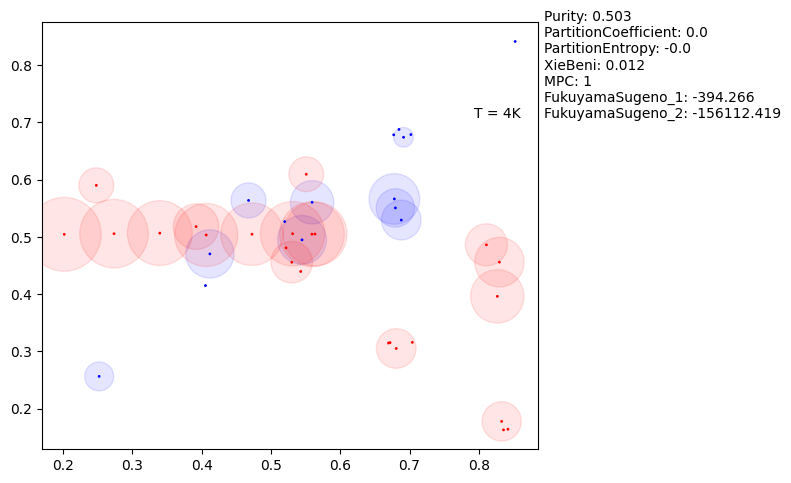 Purity: 0.503
PartitionCoefficient: 0.0
PartitionEntropy: -0.0
XieBeni: 0.012
MPC: 1
FukuyamaSugeno_1: -394.266
FukuyamaSugeno_2: -156112.419
T = 4K
0.8
0.7
0.6
0.5
0.4
0.3
0.2
0.2 0.3 0.4 0.5 0.6 0.7 0.8